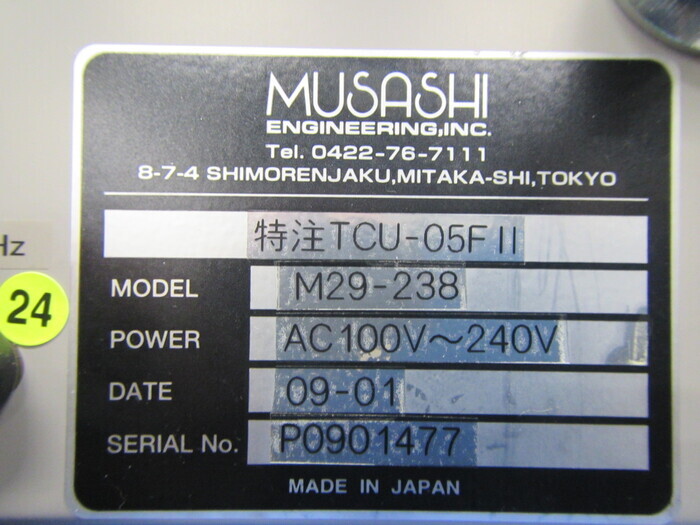 MUSASHI
ENGINEERING,INC.
Tel. 0422-76-7111
8-7-4 SHIMORENJAKU,MITAKA-SHI,TOKYO
特注TCU-05FII
MODEL M29-238
POWER AC100V～240V
DATE 09-01
SERIAL No. P0901477
MADE IN JAPAN
Hz
24